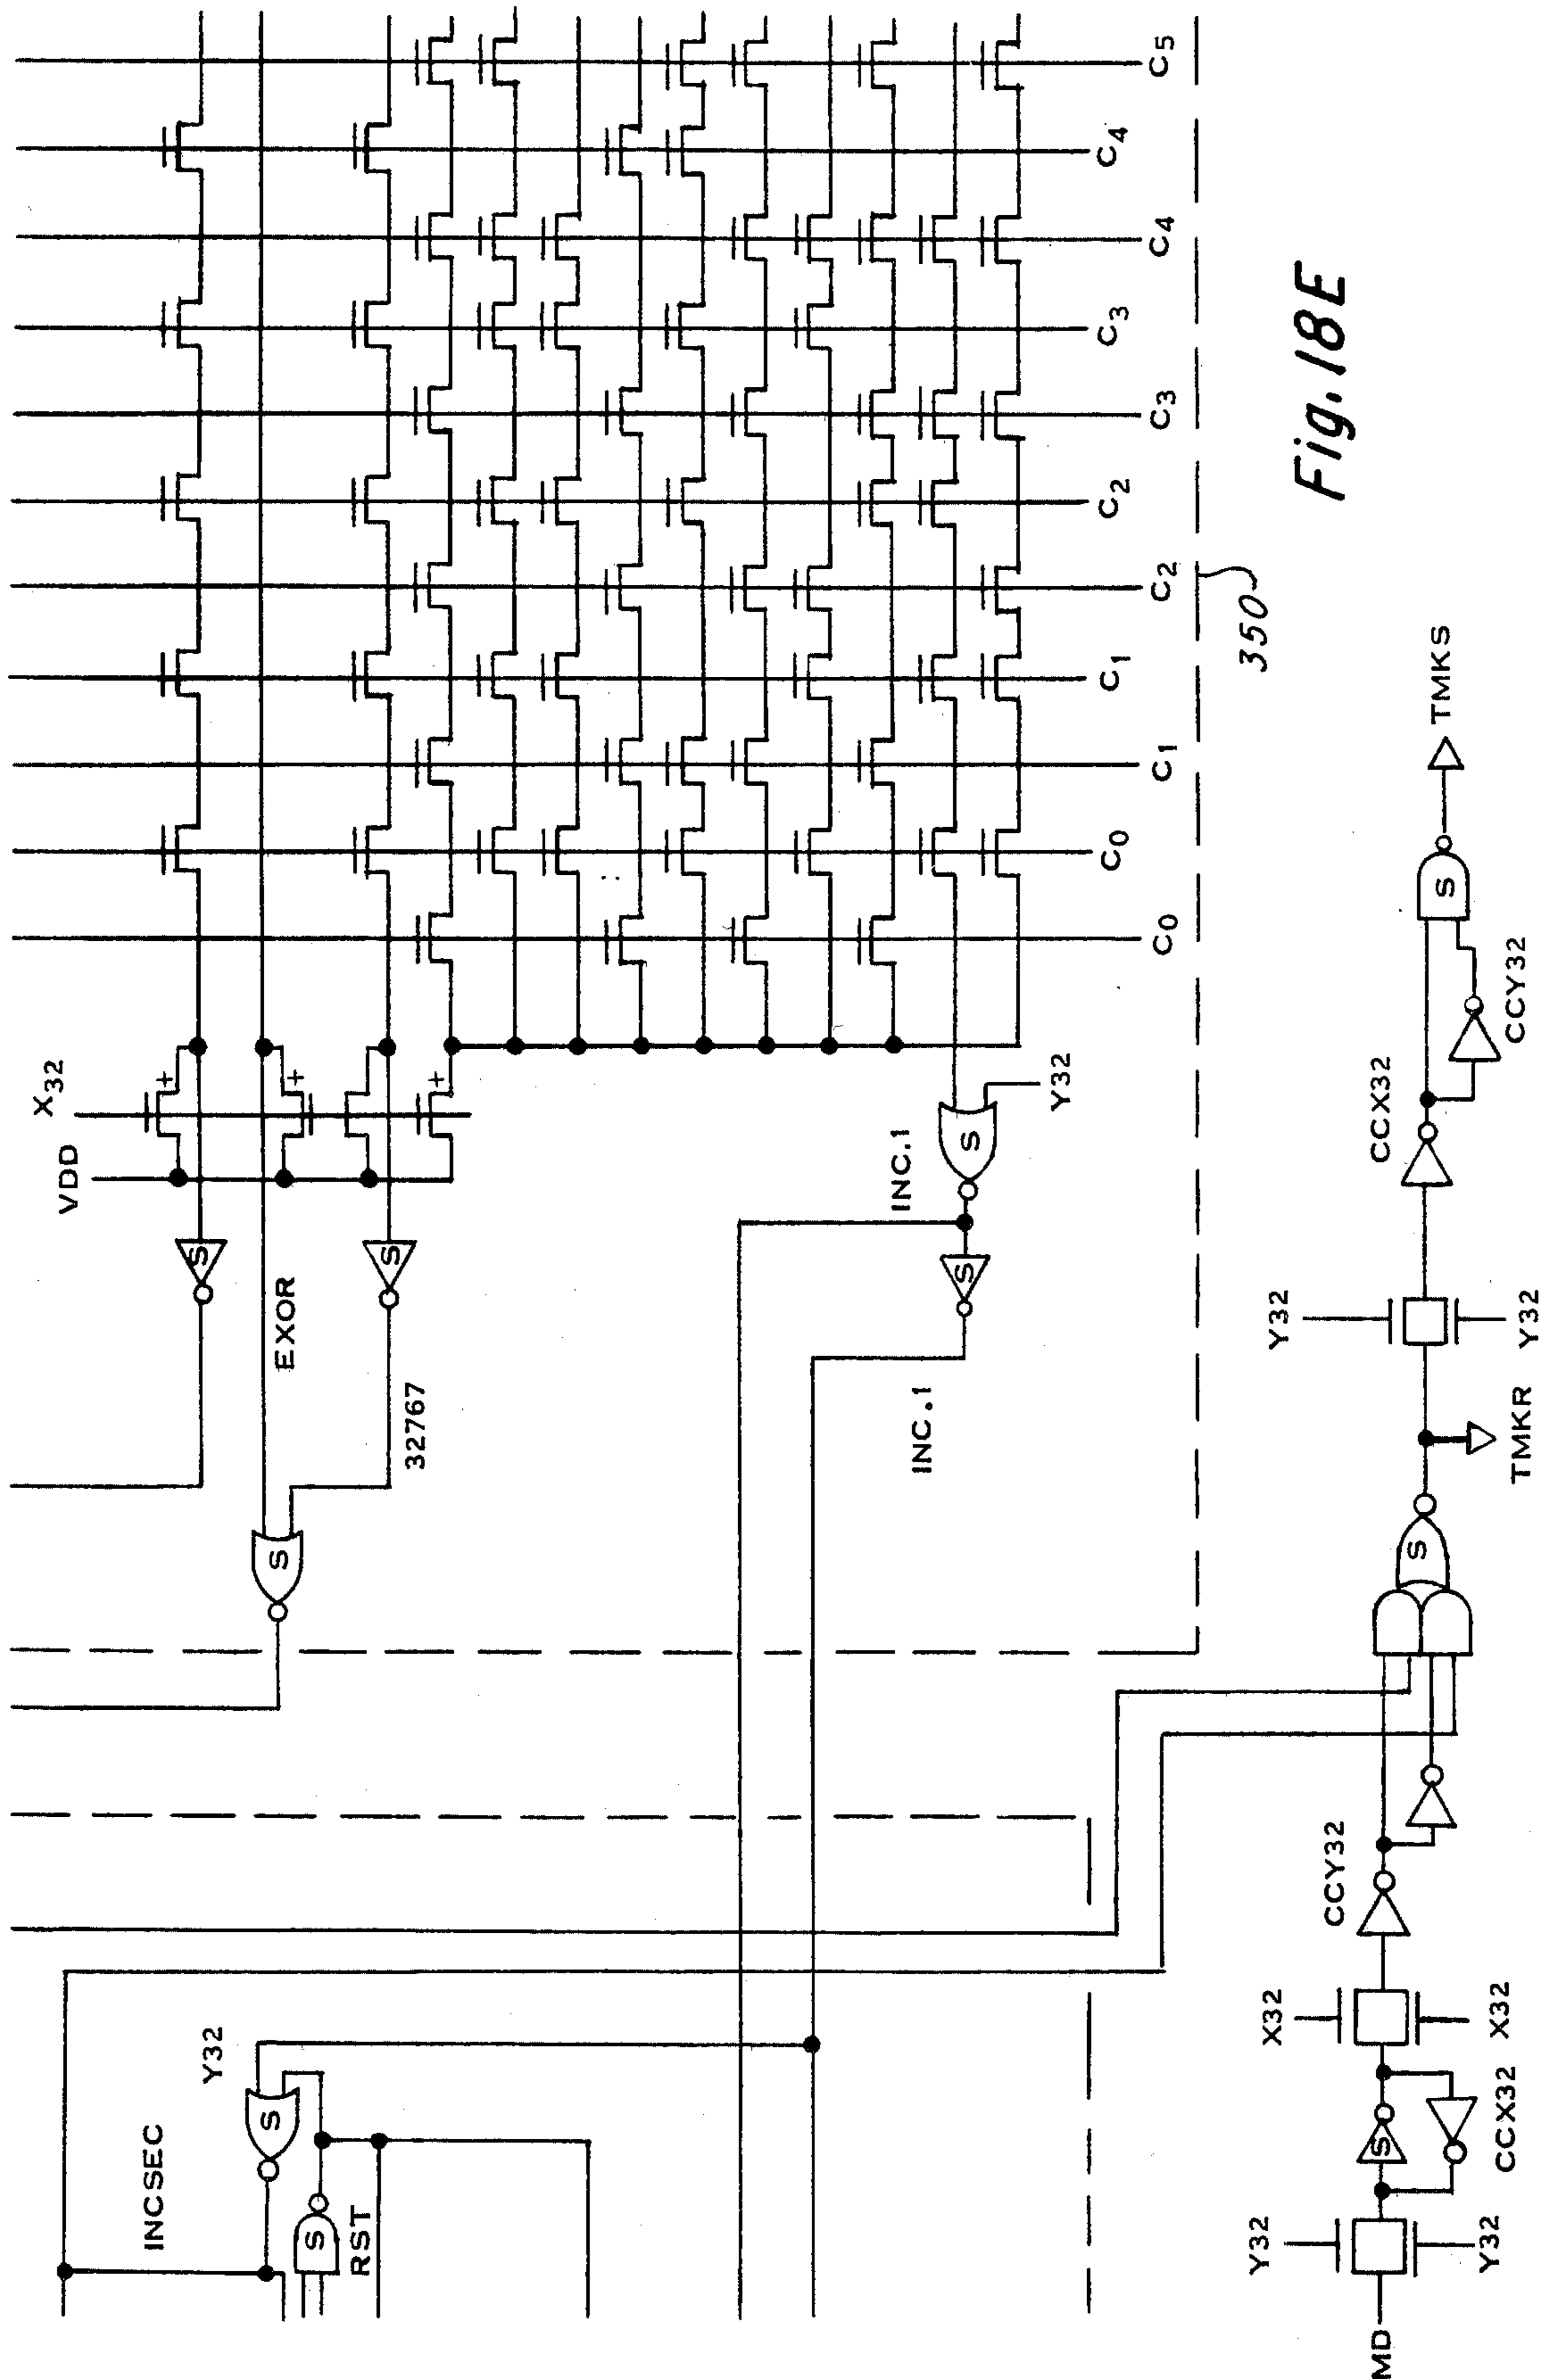 X32
VDD
S
EXOR
S
S
32767
S
C5
C4
C4
C3
C3
C2
C2
C1
C1
C0
C0
INC.1
S
Y32
S
INC.1
350
Fig.18E
INCSEC
Y32
S
S
RST
MD
Y32
Y32
S
CCX32
X32
X32
CCY32
S
TMKR
Y32
Y32
CCX32
CCY32
S
TMKS